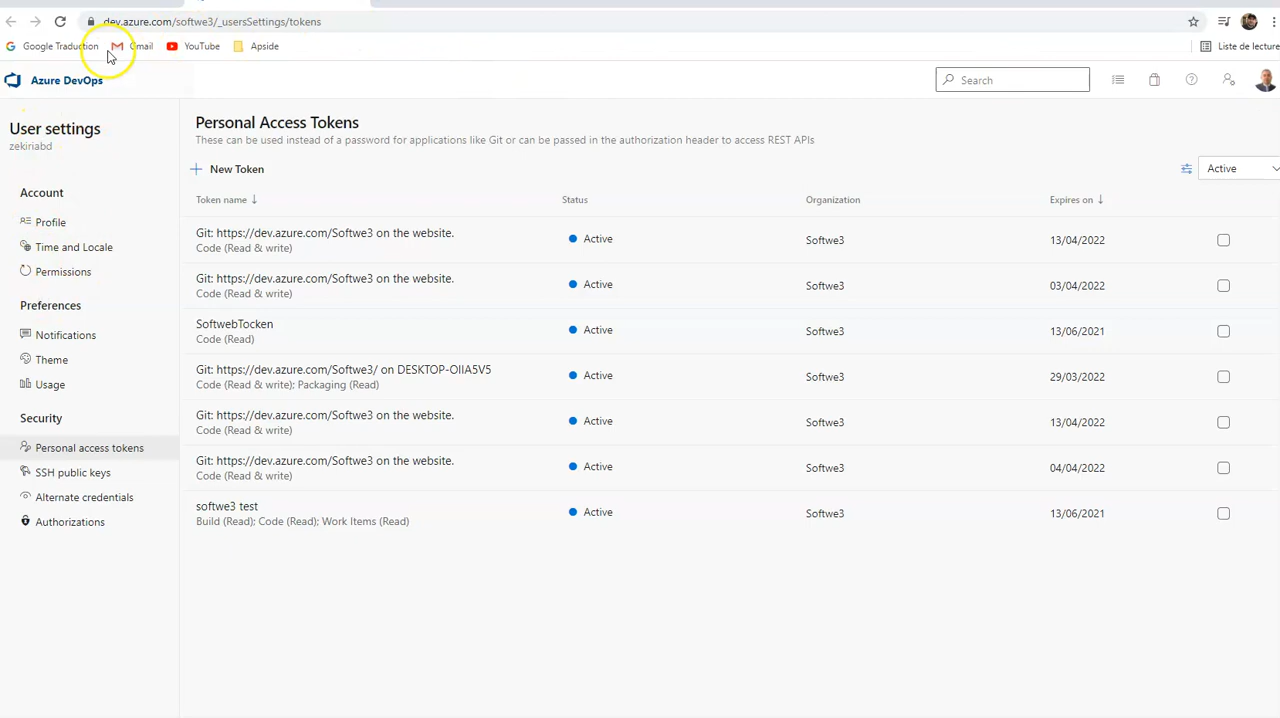 dev.azure.com/softwe3/_usersSettings/tokens
Google Traduction
Gmail
YouTube
Apside
Liste de lecture
Azure DevOps
Search
User settings
zekiriabd
Account
Profile
Time and Locale
Permissions
Preferences
Notifications
Theme
Usage
Security
Personal access tokens
SSH public keys
Alternate credentials
Authorizations
Personal Access Tokens
These can be used instead of a password for applications like Git or can be passed in the authorization header to access REST APIs
New Token
Active
Token name
Status
Organization
Expires on
Git: https://dev.azure.com/Softwe3 on the website.
Code (Read & write)
Active
Softwe3
13/04/2022
Git: https://dev.azure.com/Softwe3 on the website.
Code (Read & write)
Active
Softwe3
03/04/2022
SoftwebTocken
Code (Read)
Active
Softwe3
13/06/2021
Git: https://dev.azure.com/Softwe3/ on DESKTOP-OIIA5V5
Code (Read & write); Packaging (Read)
Active
Softwe3
29/03/2022
Git: https://dev.azure.com/Softwe3 on the website.
Code (Read & write)
Active
Softwe3
13/04/2022
Git: https://dev.azure.com/Softwe3 on the website.
Code (Read & write)
Active
Softwe3
04/04/2022
softwe3 test
Build (Read); Code (Read); Work Items (Read)
Active
Softwe3
13/06/2021